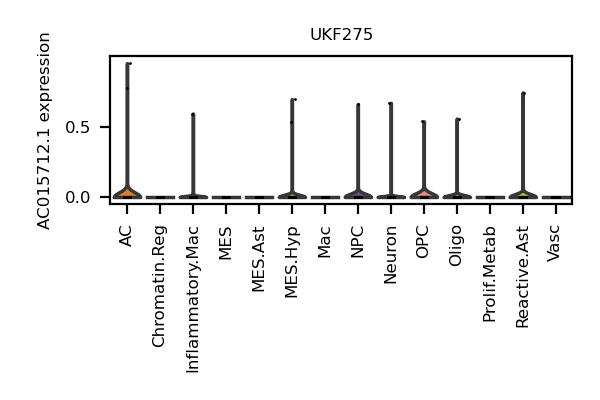 UKF275
AC015712.1 expression
0.5
0.0
AC
Chromatin.Reg
Inflammatory.Mac
MES
MES.Ast
MES.Hyp
Mac
NPC
Neuron
OPC
Oligo
Prolif.Metab
Reactive.Ast
Vasc